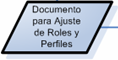 Documento
para Ajuste
de Roles y
Perfiles